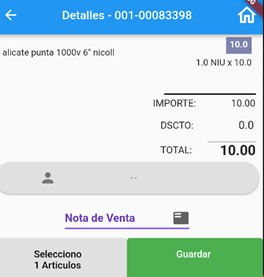 Detalles - 001-00083398
10.0
alicate punta 1000v 6" nicoll
1.0 NIU x 10.0
IMPORTE: 10.00
DSCTO: 0.0
TOTAL: 10.00
--
Nota de Venta
Selecciono
1 Articulos
Guardar